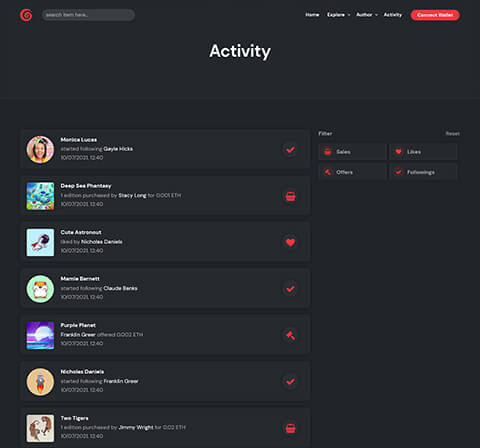 search item here...
Home Explore Author Activity Connect Wallet
Activity
Monica Lucas
started following Gayle Hicks
10/07/2021, 12:40
Deep Sea Phantasy
1 edition purchased by Stacy Long for 0.001 ETH
10/07/2021, 12:40
Cute Astronout
liked by Nicholas Daniels
10/07/2021, 12:40
Mamie Barnett
started following Claude Banks
10/07/2021, 12:40
Purple Planet
Franklin Greer offered 0.002 ETH
10/07/2021, 12:40
Nicholas Daniels
started following Franklin Greer
10/07/2021, 12:40
Two Tigers
1 edition purchased by Jimmy Wright for 0.02 ETH
10/07/2021, 12:40
Filter Reset
Sales Likes
Offers Followings